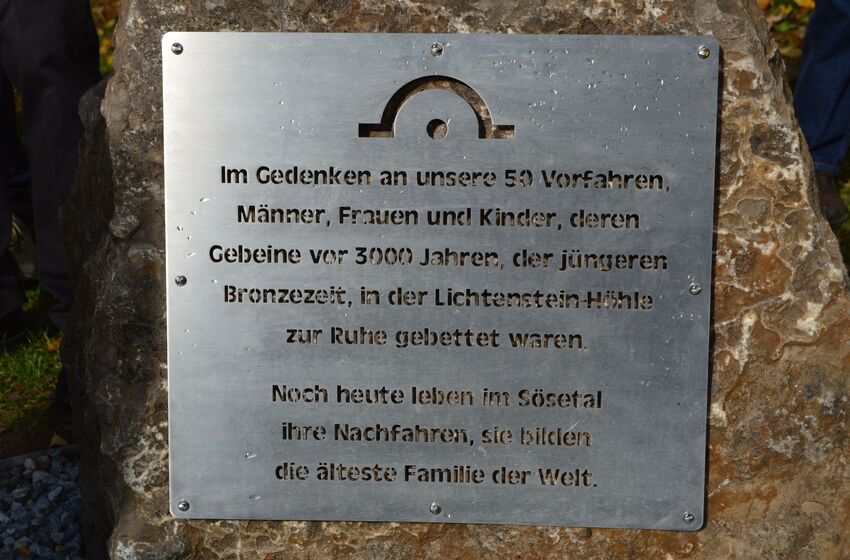 Im Gedenken an unsere 50 Vorfahren,
Männer, Frauen und Kinder, deren
Gebeine vor 3000 Jahren, der jüngeren
Bronzezeit, in der Lichtenstein-Höhle
zur Ruhe gebettet waren.
Noch heute leben im Sösetal
ihre Nachfahren, sie bilden
die älteste Familie der Welt.